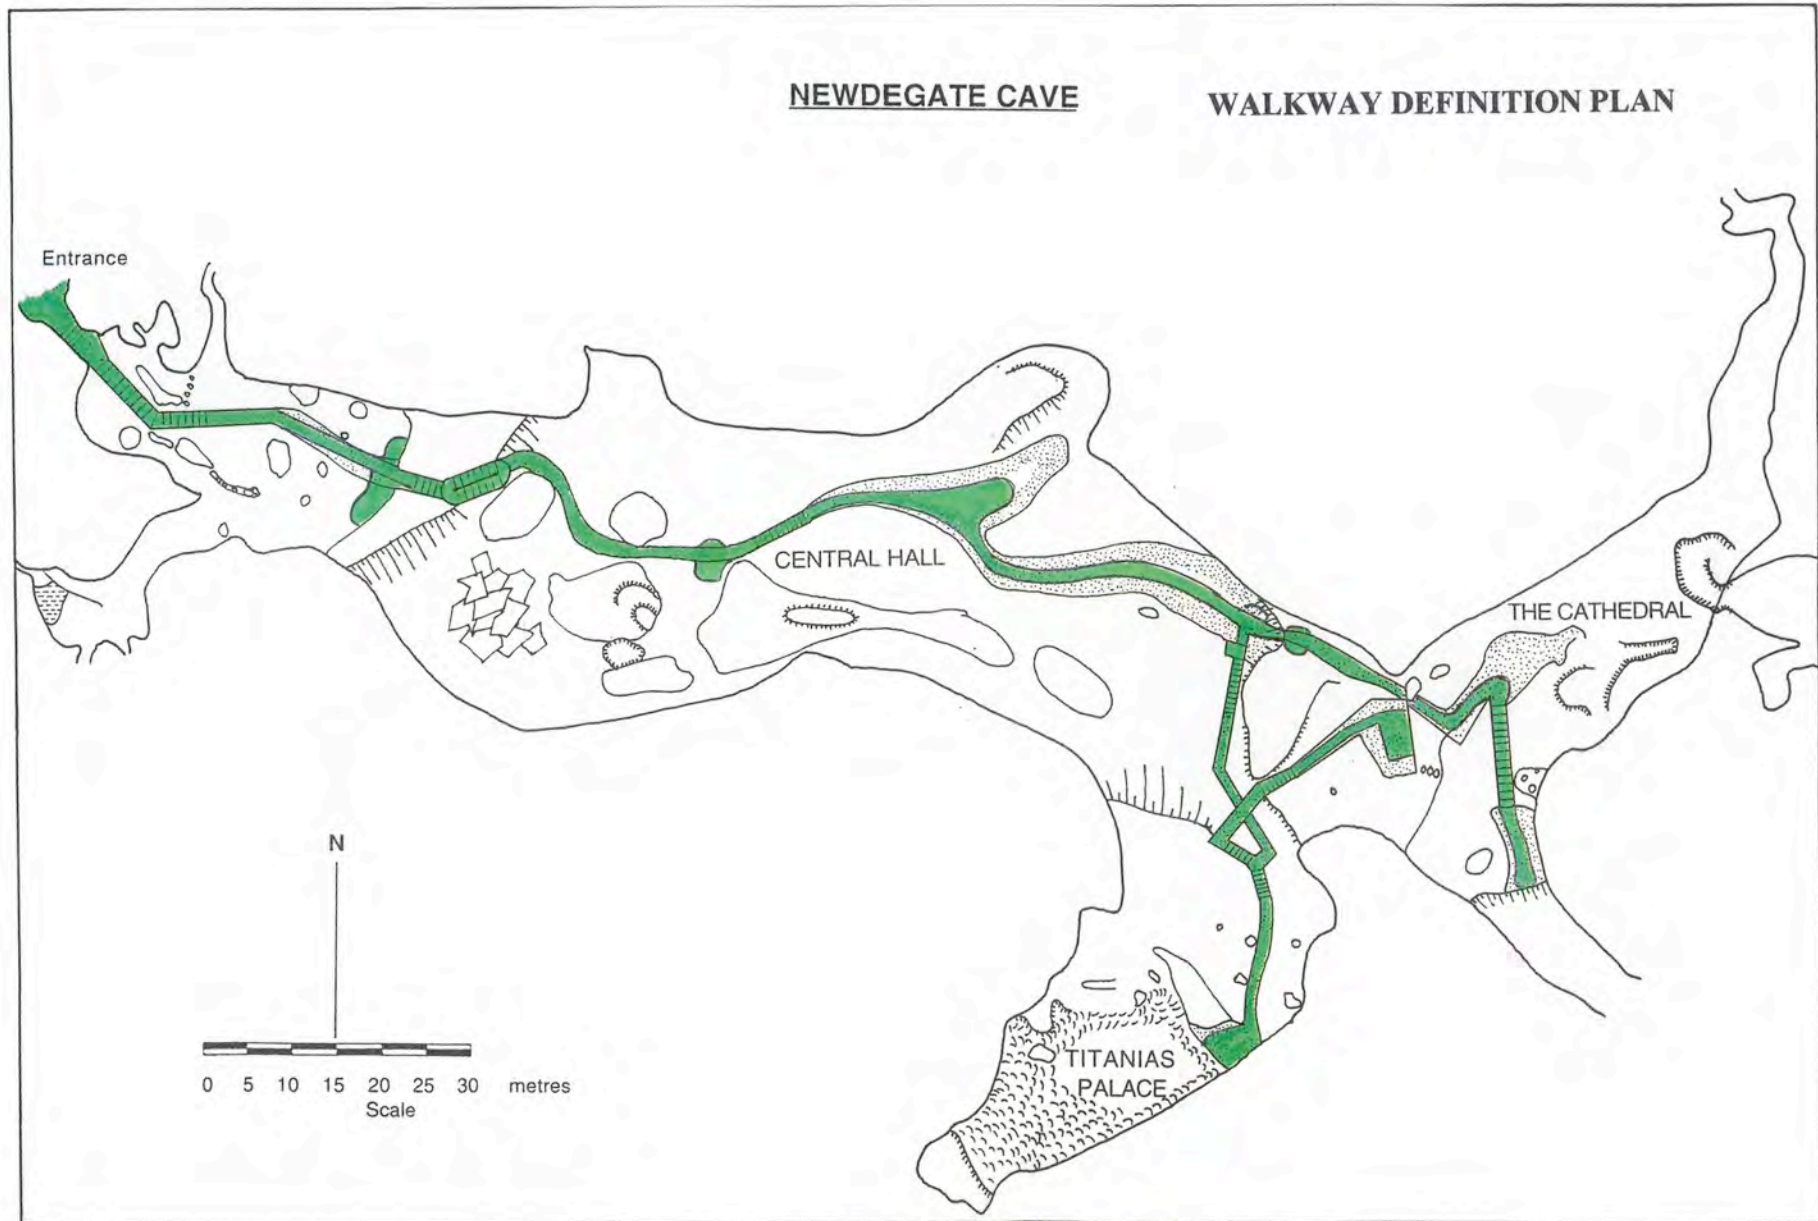 NEWDEGATE CAVE
WALKWAY DEFINITION PLAN
Entrance
CENTRAL HALL
THE CATHEDRAL
N
TITANIAS
PALACE
0 5 10 15 20 25 30 metres
Scale